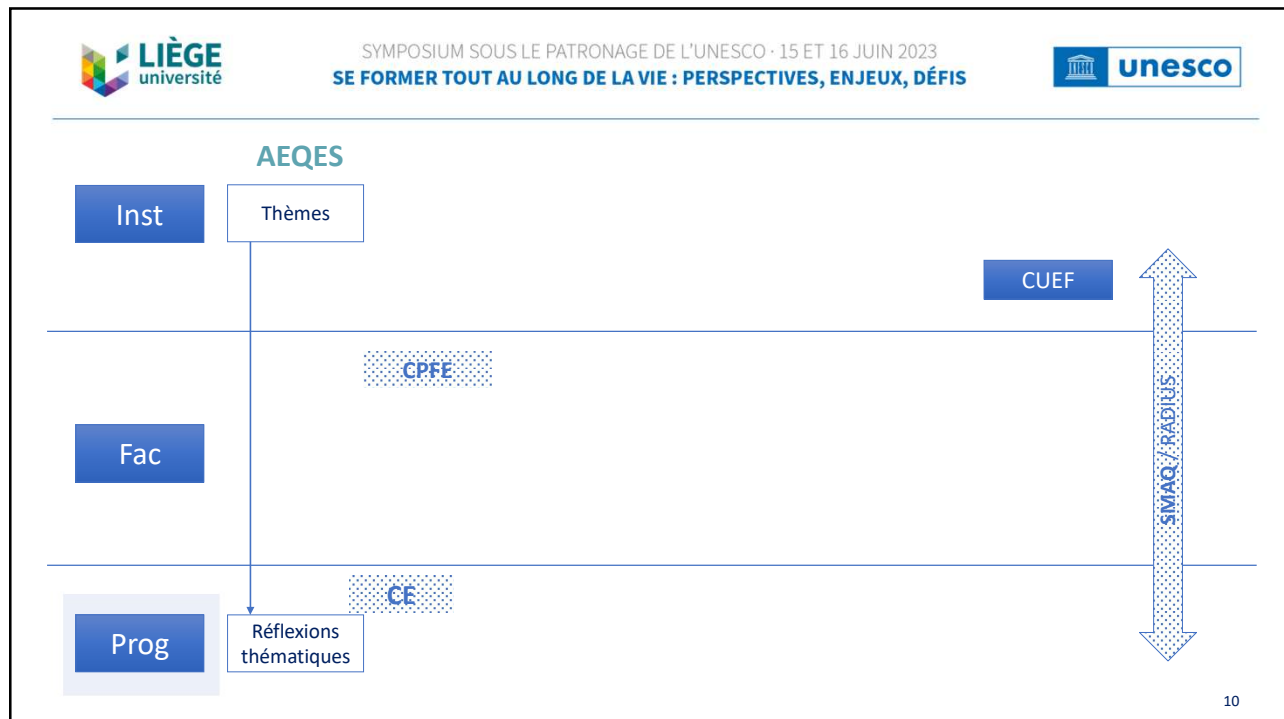 LIÈGE
université
SYMPOSIUM SOUS LE PATRONAGE DE L'UNESCO · 15 ET 16 JUIN 2023
SE FORMER TOUT AU LONG DE LA VIE : PERSPECTIVES, ENJEUX, DÉFIS
unesco
AEQES
Inst
Thèmes
CUEF
CPFE
Fac
SMAQ / RADIUS
CE
Prog
Réflexions
thématiques
10